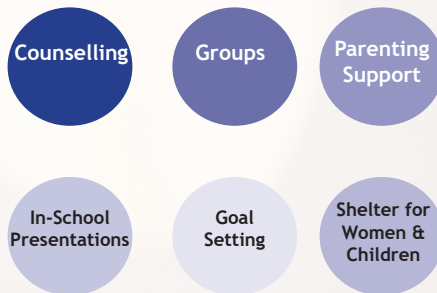 Counselling
Groups
Parenting
Support
In-School
Presentations
Goal
Setting
Shelter for
Women &
Children